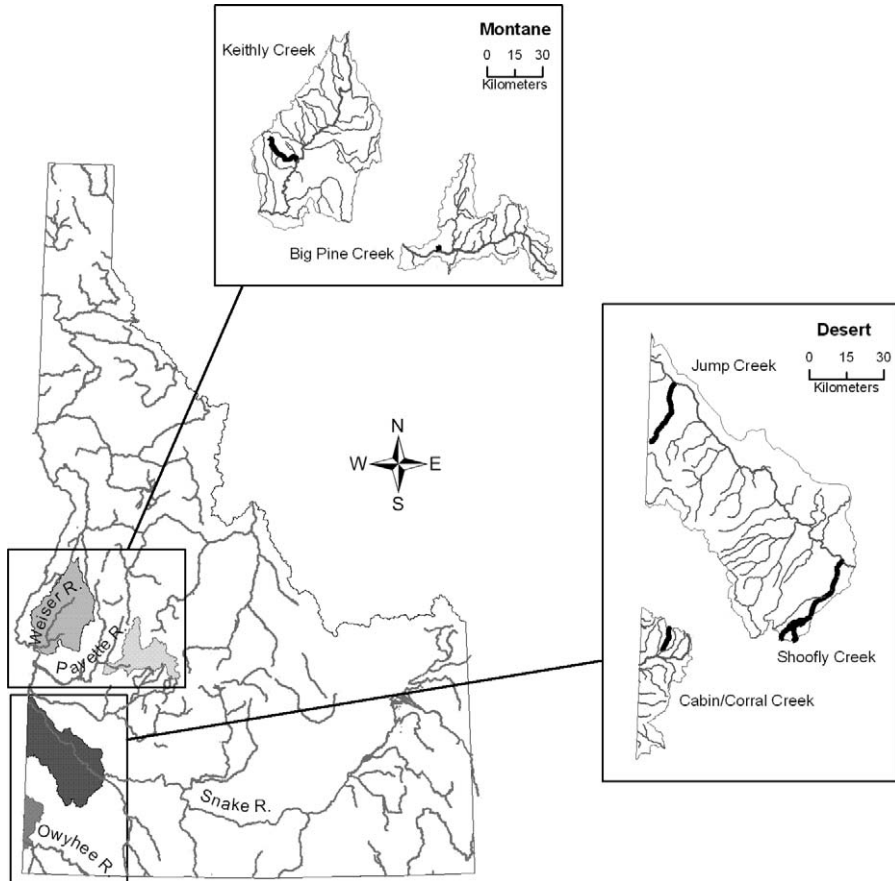 Montane
Keithly Creek
0 15 30
Kilometers
Big Pine Creek
Desert
Jump Creek
0 15 30
Kilometers
Shoofly Creek
Cabin/Corral Creek
N
W E
S
Weiser R.
Payette R.
Snake R.
Owyhee R